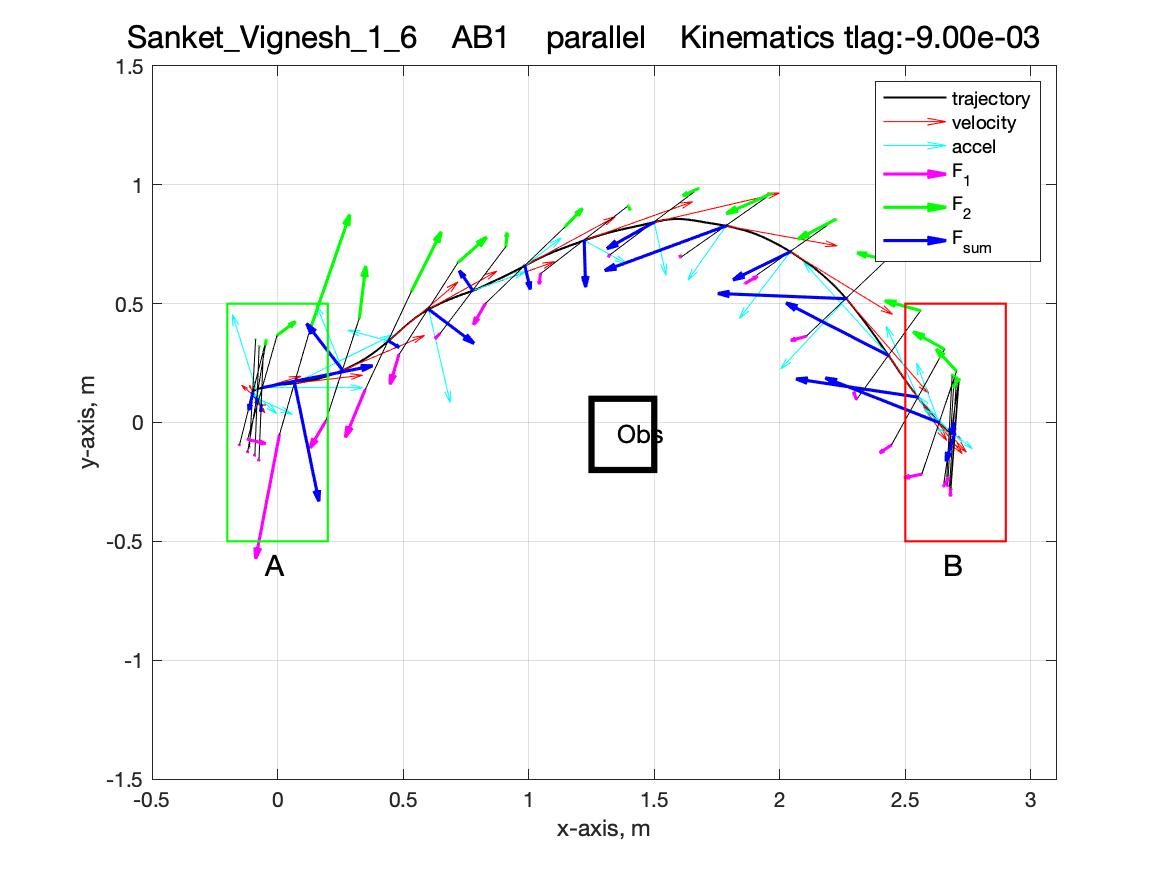 Sanket_Vignesh_1_6 AB1 parallel Kinematics tlag:-9.00e-03
1.5
1
0.5
0
-0.5
-1
-1.5
y-axis, m
trajectory
velocity
accel
F1
F2
Fsum
Obs
A
B
-0.5 0 0.5 1 1.5 2 2.5 3
x-axis, m